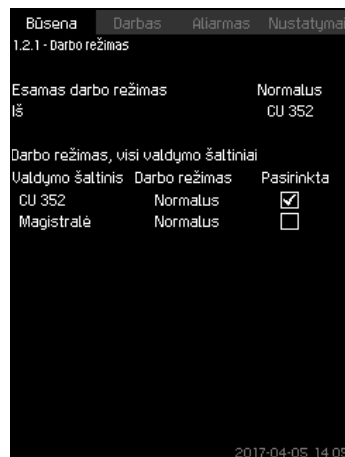 Būsena Darbas Aliarmas Nustatymai
1.2.1 - Darbo režimas
Esamas darbo režimas Normalus
Iš CU 352
Darbo režimas, visi valdymo šaltiniai
Valdymo šaltinis Darbo režimas Pasirinkta
CU 352 Normalus
Magistralė Normalus
2017-04-05 14:09